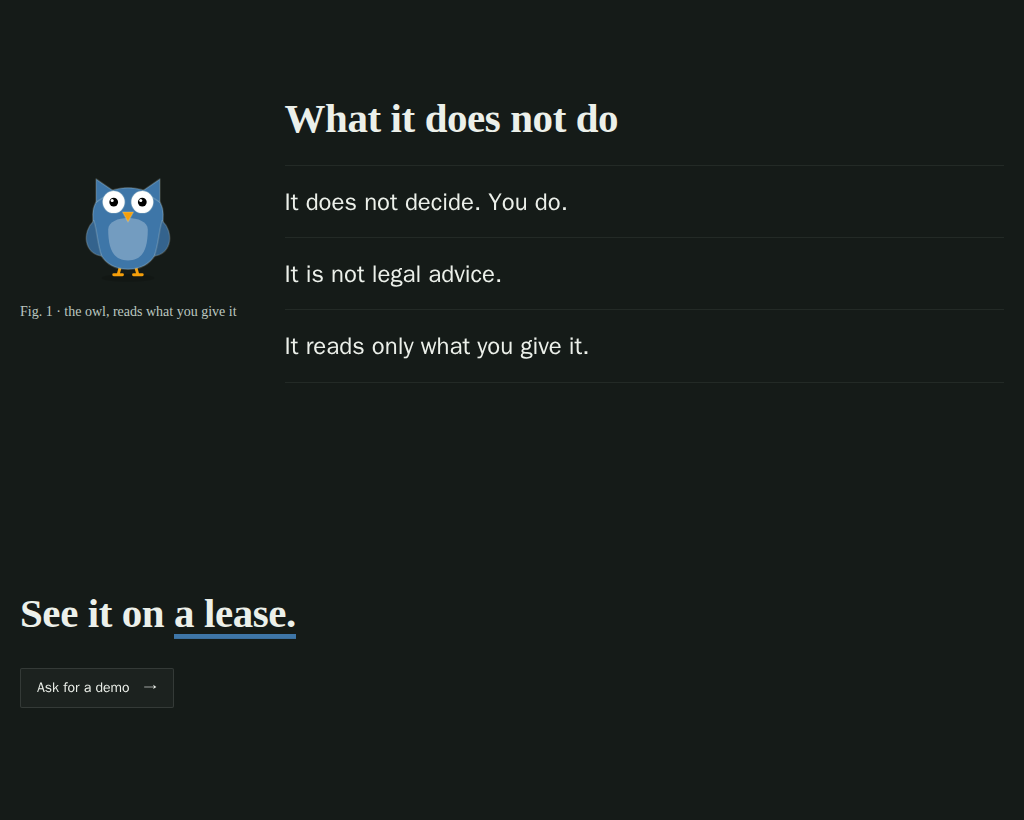 What it does not do
It does not decide. You do.
It is not legal advice.
It reads only what you give it.
Fig. 1 · the owl, reads what you give it
See it on a lease.
Ask for a demo →